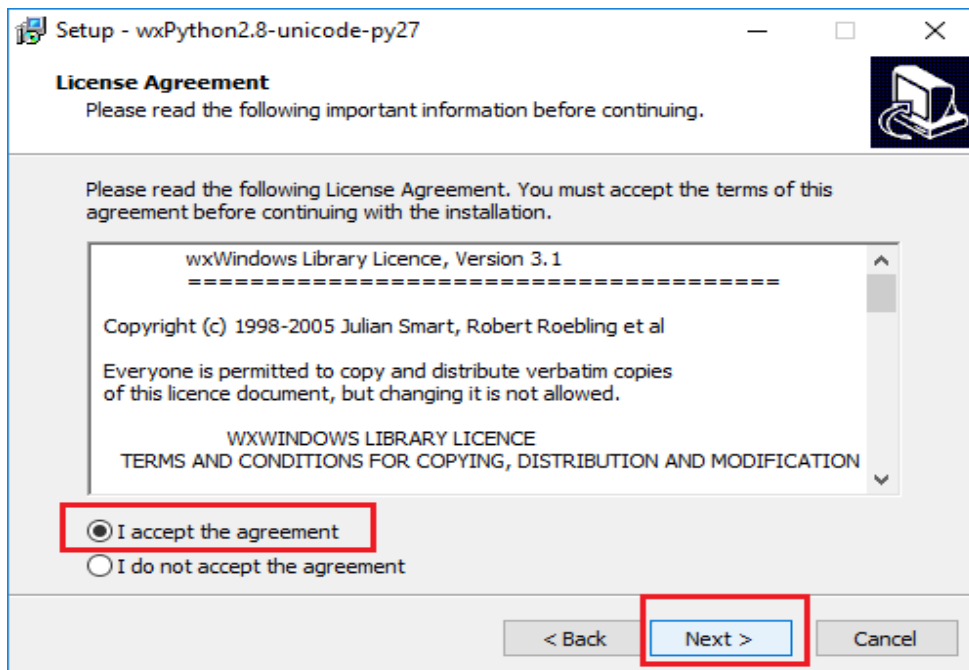 Setup - wxPython2.8-unicode-py27
License Agreement
Please read the following important information before continuing.
Please read the following License Agreement. You must accept the terms of this
agreement before continuing with the installation.
wxWindows Library Licence, Version 3.1
======================================
Copyright (c) 1998-2005 Julian Smart, Robert Roebling et al
Everyone is permitted to copy and distribute verbatim copies
of this licence document, but changing it is not allowed.
WXWINDOWS LIBRARY LICENCE
TERMS AND CONDITIONS FOR COPYING, DISTRIBUTION AND MODIFICATION
I accept the agreement
I do not accept the agreement
< Back Next > Cancel